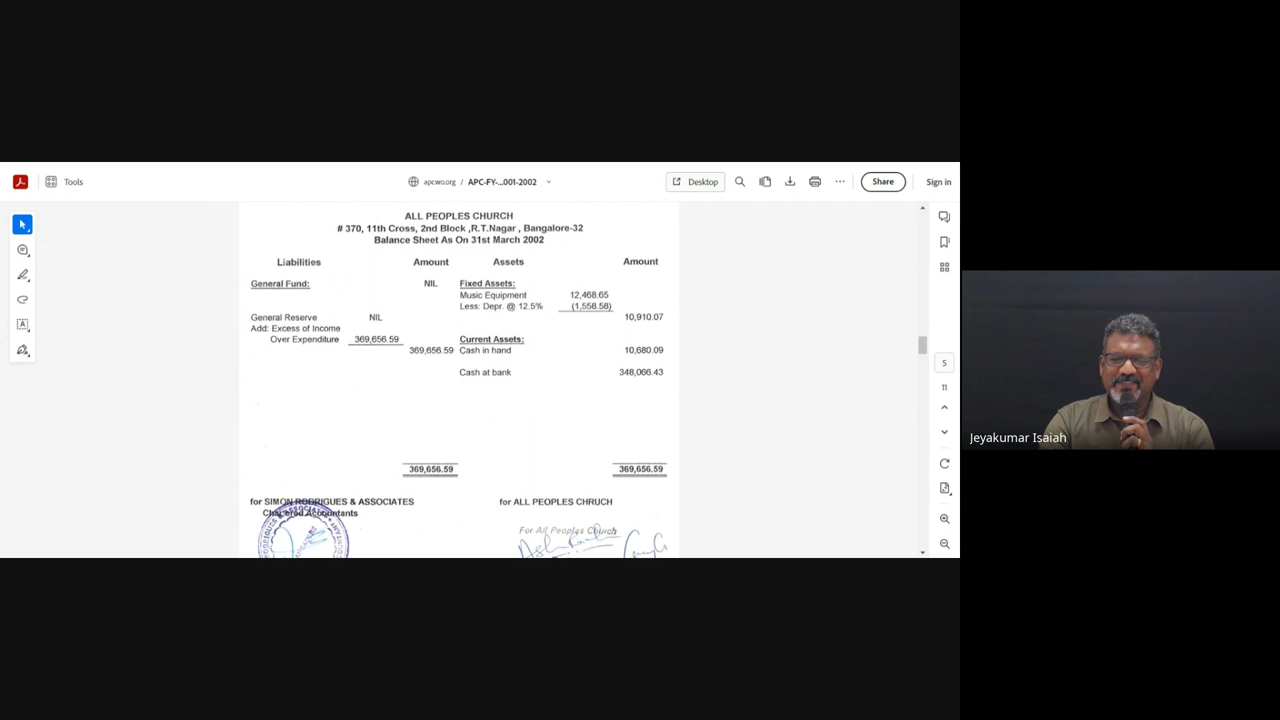 Tools
apcwo.org / APC-FY-...001-2002
Desktop
Share
Sign in
ALL PEOPLES CHURCH
# 370, 11th Cross, 2nd Block ,R.T.Nagar , Bangalore-32
Balance Sheet As On 31st March 2002
Liabilities Amount Assets Amount
General Fund: NIL Fixed Assets:
Music Equipment 12,468.65
Less: Depr. @ 12.5% (1,558.58)
General Reserve NIL 10,910.07
Add: Excess of Income
Over Expenditure 369,656.59 Current Assets:
369,656.59 Cash in hand 10,680.09
Cash at bank 348,066.43
369,656.59 369,656.59
for SIMON RODRIGUES & ASSOCIATES for ALL PEOPLES CHRUCH
Chartered Accountants
For All Peoples Church
5
11
Jeyakumar Isaiah